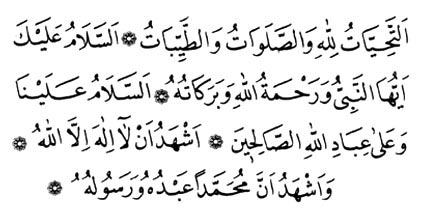 اَلتَّحِيَّاتُ لِلّٰهِ وَالصَّلَوَاتُ وَالطَّيِّبَاتُ ۞ اَلسَّلَامُ عَلَيْكَ
اَيُّهَا النَّبِىُّ وَرَحْمَةُ اللّٰهِ وَبَرَكَاتُهُ ۞ اَلسَّلَامُ عَلَيْنَا
وَعَلٰى عِبَادِ اللّٰهِ الصَّالِحِينَ ۞ اَشْهَدُ اَنْ لَٓا اِلٰهَ اِلَّا اللّٰهُ ۞
وَاَشْهَدُ اَنَّ مُحَمَّداً عَبْدُهُ وَرَسُولُهُ ۞